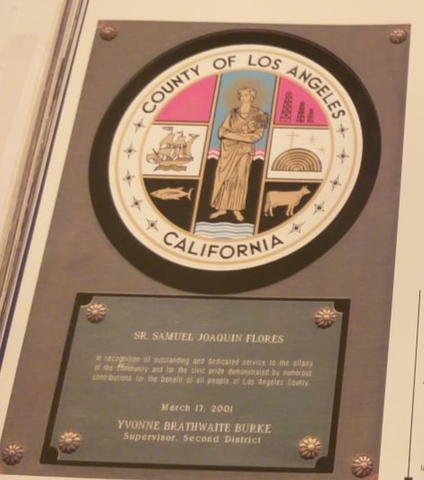 COUNTY OF LOS ANGELES
CALIFORNIA
SR. SAMUEL JOAQUIN FLORES
In recognition of outstanding and dedicated service to the affairs
of the community and for the civic pride demonstrated by numerous
contributions for the benefit of all people of Los Angeles County.
March 17, 2001
YVONNE BRATHWAITE BURKE
Supervisor, Second District